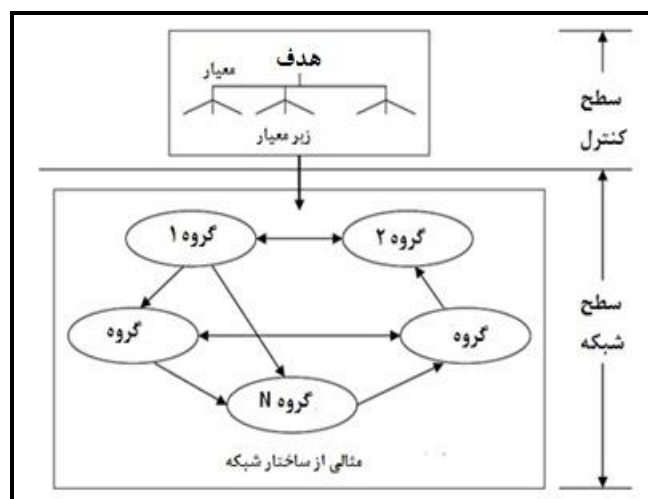 هدف
معیار
زیر معیار
سطح
کنترل
گروه ۱
گروه ۲
گروه
گروه
گروه N
مثالی از ساختار شبکه
سطح
شبکه